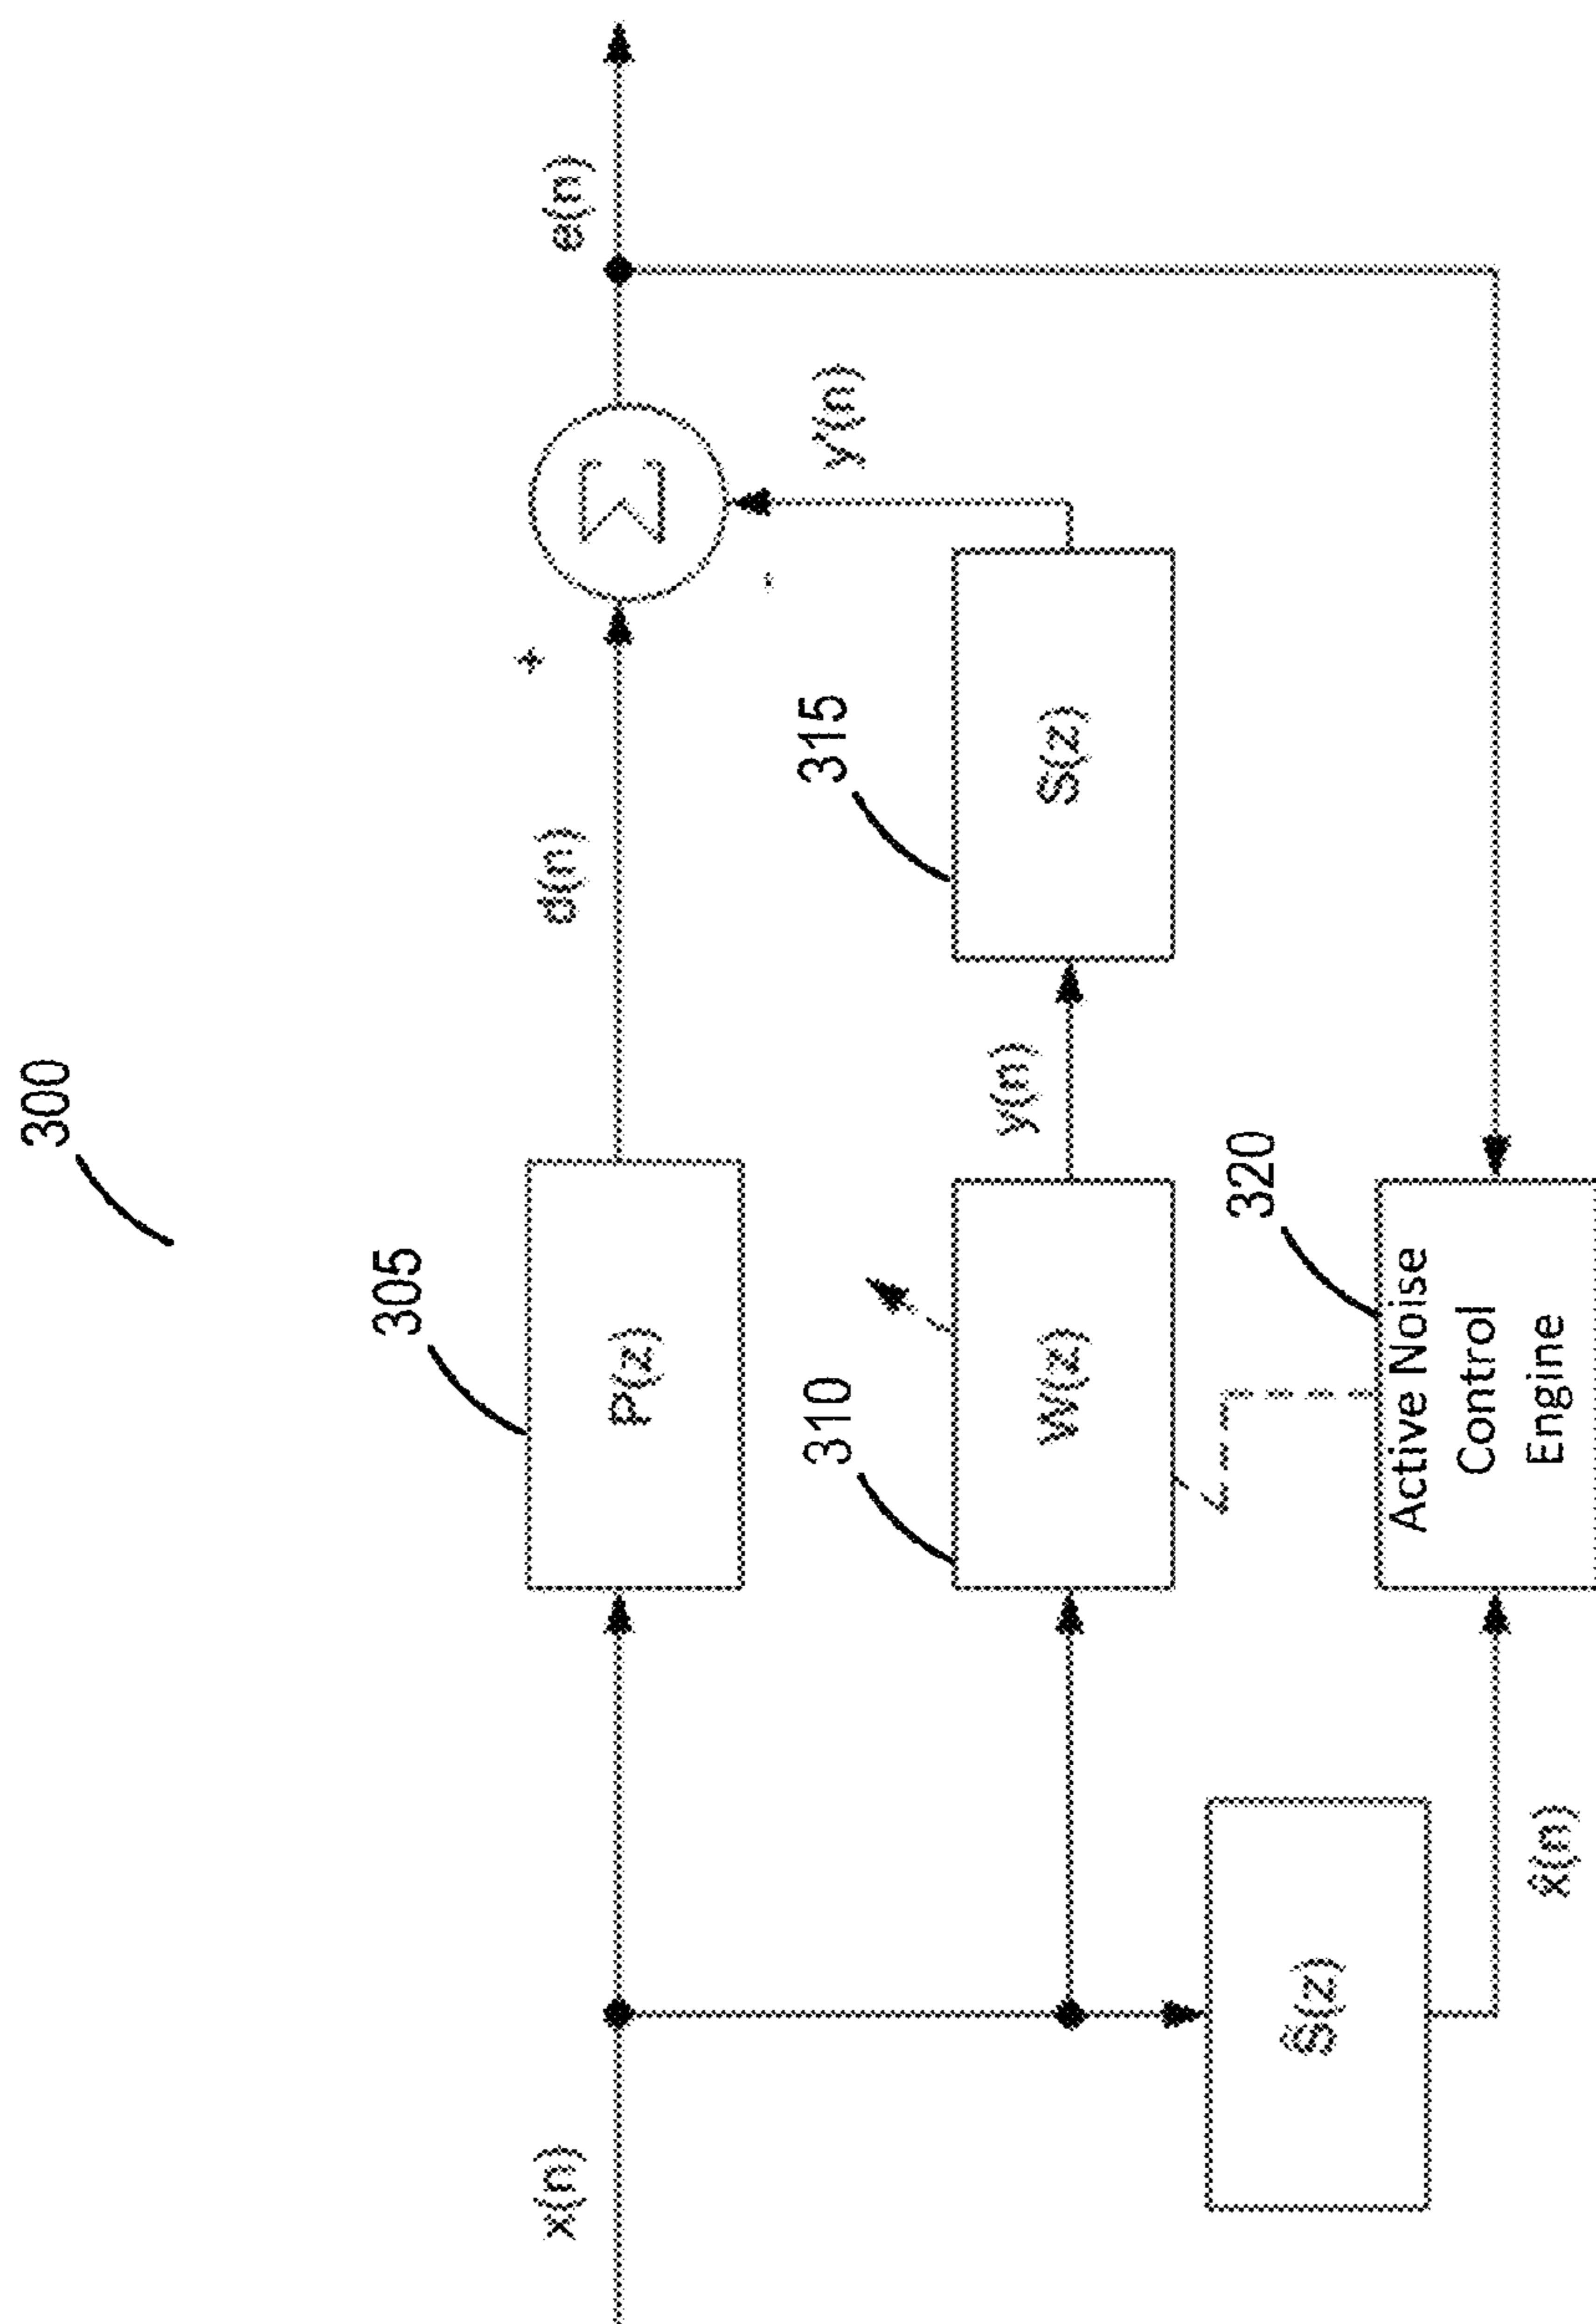 300
x(n)
305
P(z)
d(n)
+
Σ
-
e(n)
310
W(z)
y(n)
315
S(z)
y'(n)
Ŝ(z)
x̂(n)
320
Active Noise
Control
Engine